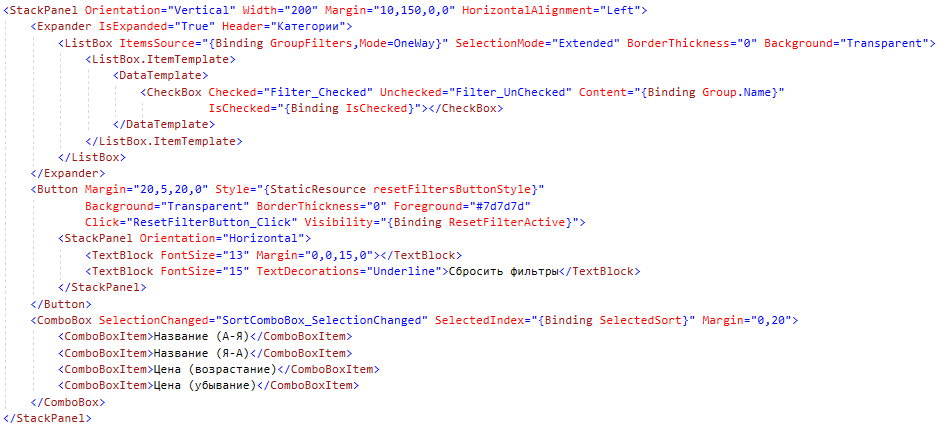 <StackPanel Orientation="Vertical" Width="200" Margin="10,150,0,0" HorizontalAlignment="Left">
    <Expander IsExpanded="True" Header="Категории">
        <ListBox ItemsSource="{Binding GroupFilters,Mode=OneWay}" SelectionMode="Extended" BorderThickness="0" Background="Transparent">
            <ListBox.ItemTemplate>
                <DataTemplate>
                    <CheckBox Checked="Filter_Checked" Unchecked="Filter_UnChecked" Content="{Binding Group.Name}"
                              IsChecked="{Binding IsChecked}"></CheckBox>
                </DataTemplate>
            </ListBox.ItemTemplate>
        </ListBox>
    </Expander>
    <Button Margin="20,5,20,0" Style="{StaticResource resetFiltersButtonStyle}"
            Background="Transparent" BorderThickness="0" Foreground="#7d7d7d"
            Click="ResetFilterButton_Click" Visibility="{Binding ResetFilterActive}">
        <StackPanel Orientation="Horizontal">
            <TextBlock FontSize="13" Margin="0,0,15,0"></TextBlock>
            <TextBlock FontSize="15" TextDecorations="Underline">Сбросить фильтры</TextBlock>
        </StackPanel>
    </Button>
    <ComboBox SelectionChanged="SortComboBox_SelectionChanged" SelectedIndex="{Binding SelectedSort}" Margin="0,20">
        <ComboBoxItem>Название (А-Я)</ComboBoxItem>
        <ComboBoxItem>Название (Я-А)</ComboBoxItem>
        <ComboBoxItem>Цена (возрастание)</ComboBoxItem>
        <ComboBoxItem>Цена (убывание)</ComboBoxItem>
    </ComboBox>
</StackPanel>